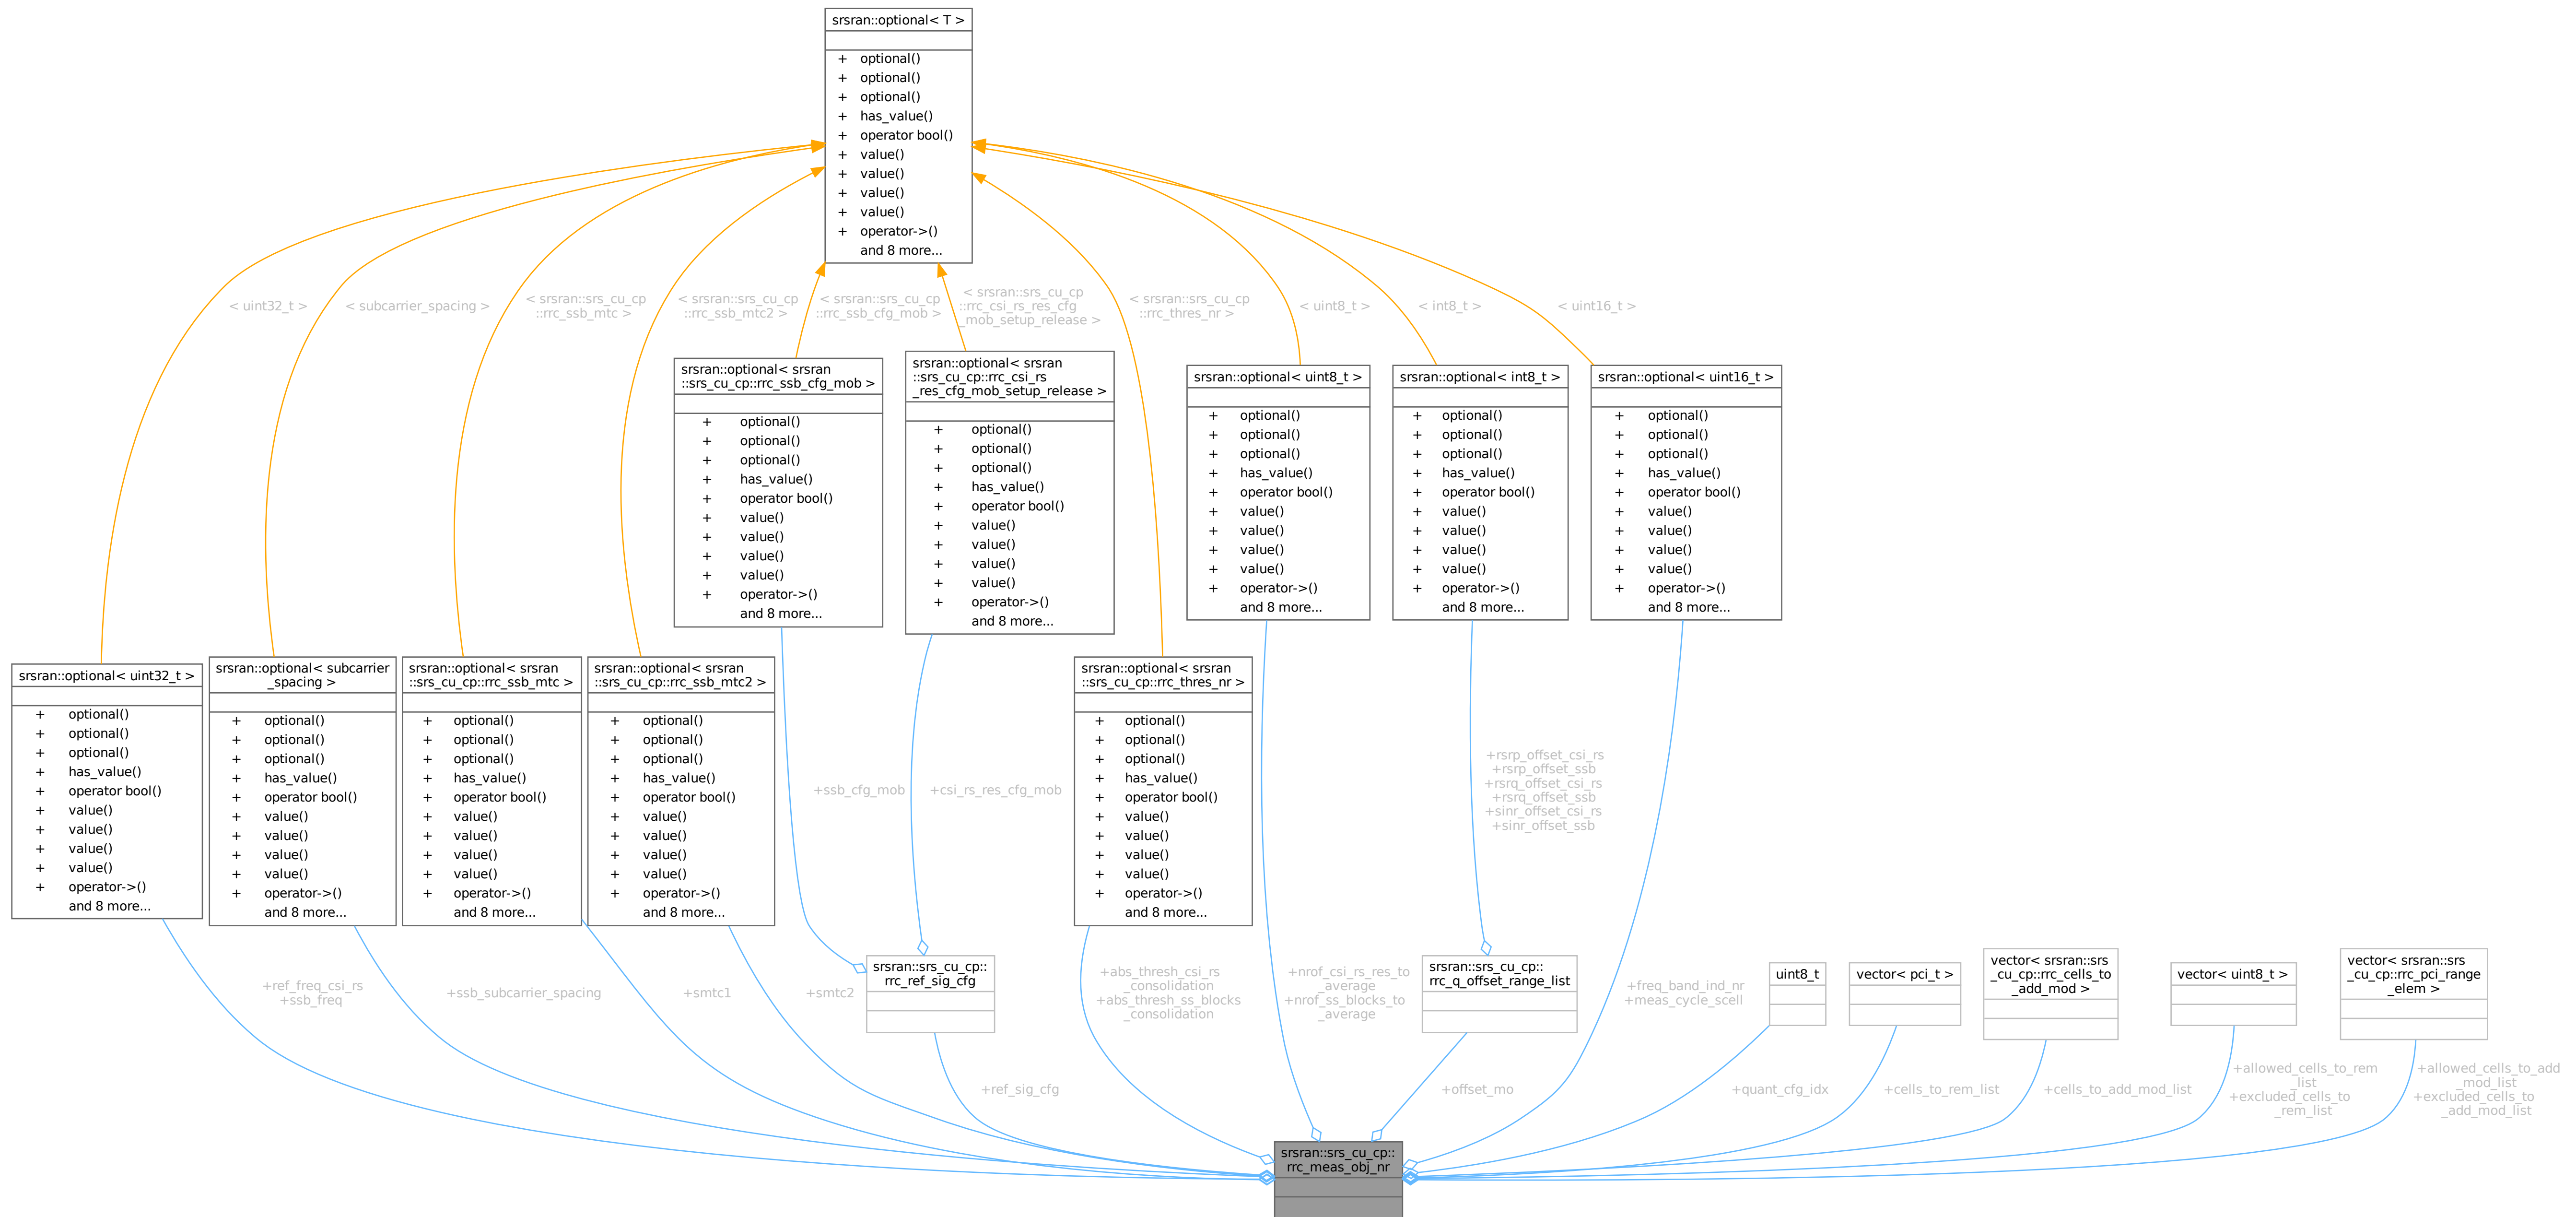 srsran::optional< T >
+ optional()
+ optional()
+ optional()
+ has_value()
+ operator bool()
+ value()
+ value()
+ value()
+ value()
+ operator->()
and 8 more...
< uint32_t >
< subcarrier_spacing >
< srsran::srs_cu_cp
::rrc_ssb_mtc >
< srsran::srs_cu_cp
::rrc_ssb_mtc2 >
< srsran::srs_cu_cp
::rrc_ssb_cfg_mob >
< srsran::srs_cu_cp
::rrc_csi_rs_res_cfg
_mob_setup_release >
< srsran::srs_cu_cp
::rrc_thres_nr >
< uint8_t >
< int8_t >
< uint16_t >
srsran::optional< srsran
::srs_cu_cp::rrc_ssb_cfg_mob >
+ optional()
+ optional()
+ optional()
+ has_value()
+ operator bool()
+ value()
+ value()
+ value()
+ value()
+ operator->()
and 8 more...
srsran::optional< srsran
::srs_cu_cp::rrc_csi_rs
_res_cfg_mob_setup_release >
+ optional()
+ optional()
+ optional()
+ has_value()
+ operator bool()
+ value()
+ value()
+ value()
+ value()
+ operator->()
and 8 more...
srsran::optional< uint8_t >
+ optional()
+ optional()
+ optional()
+ has_value()
+ operator bool()
+ value()
+ value()
+ value()
+ value()
+ operator->()
and 8 more...
srsran::optional< int8_t >
+ optional()
+ optional()
+ optional()
+ has_value()
+ operator bool()
+ value()
+ value()
+ value()
+ value()
+ operator->()
and 8 more...
srsran::optional< uint16_t >
+ optional()
+ optional()
+ optional()
+ has_value()
+ operator bool()
+ value()
+ value()
+ value()
+ value()
+ operator->()
and 8 more...
srsran::optional< uint32_t >
+ optional()
+ optional()
+ optional()
+ has_value()
+ operator bool()
+ value()
+ value()
+ value()
+ value()
+ operator->()
and 8 more...
srsran::optional< subcarrier
_spacing >
+ optional()
+ optional()
+ optional()
+ has_value()
+ operator bool()
+ value()
+ value()
+ value()
+ value()
+ operator->()
and 8 more...
srsran::optional< srsran
::srs_cu_cp::rrc_ssb_mtc >
+ optional()
+ optional()
+ optional()
+ has_value()
+ operator bool()
+ value()
+ value()
+ value()
+ value()
+ operator->()
and 8 more...
srsran::optional< srsran
::srs_cu_cp::rrc_ssb_mtc2 >
+ optional()
+ optional()
+ optional()
+ has_value()
+ operator bool()
+ value()
+ value()
+ value()
+ value()
+ operator->()
and 8 more...
srsran::optional< srsran
::srs_cu_cp::rrc_thres_nr >
+ optional()
+ optional()
+ optional()
+ has_value()
+ operator bool()
+ value()
+ value()
+ value()
+ value()
+ operator->()
and 8 more...
+ssb_cfg_mob
+csi_rs_res_cfg_mob
+rsrp_offset_csi_rs
+rsrp_offset_ssb
+rsrq_offset_csi_rs
+rsrq_offset_ssb
+sinr_offset_csi_rs
+sinr_offset_ssb
+ref_freq_csi_rs
+ssb_freq
+ssb_subcarrier_spacing
+smtc1
+smtc2
srsran::srs_cu_cp::
rrc_ref_sig_cfg
+abs_thresh_csi_rs
_consolidation
+abs_thresh_ss_blocks
_consolidation
+nrof_csi_rs_res_to
_average
+nrof_ss_blocks_to
_average
srsran::srs_cu_cp::
rrc_q_offset_range_list
+freq_band_ind_nr
+meas_cycle_scell
uint8_t
vector< pci_t >
vector< srsran::srs
_cu_cp::rrc_cells_to
_add_mod >
vector< uint8_t >
vector< srsran::srs
_cu_cp::rrc_pci_range
_elem >
+ref_sig_cfg
+offset_mo
+quant_cfg_idx
+cells_to_rem_list
+cells_to_add_mod_list
+allowed_cells_to_rem
_list
+excluded_cells_to
_rem_list
+allowed_cells_to_add
_mod_list
+excluded_cells_to
_add_mod_list
srsran::srs_cu_cp::
rrc_meas_obj_nr